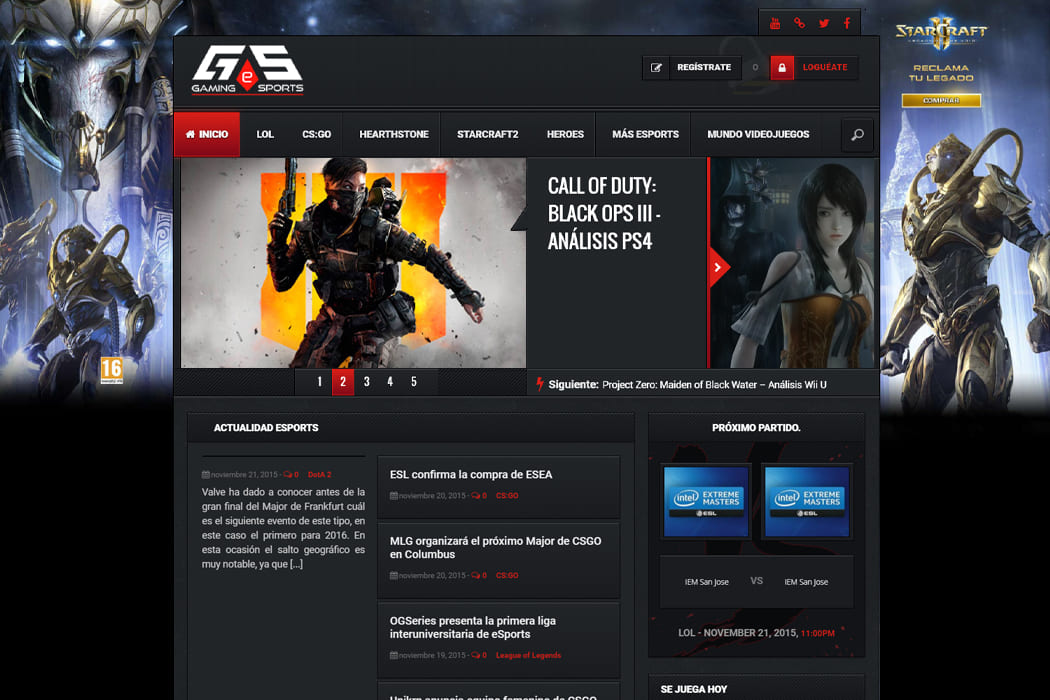 STARCRAFT
II
RECLAMA
TU LEGADO
COMPRAR
GeS
GAMING SPORTS
REGÍSTRATE
0
LOGUÉATE
INICIO
LOL
CS:GO
HEARTHSTONE
STARCRAFT2
HEROES
MÁS ESPORTS
MUNDO VIDEOJUEGOS
CALL OF DUTY:
BLACK OPS III -
ANÁLISIS PS4
16
1 2 3 4 5
Siguiente: Project Zero: Maiden of Black Water – Análisis Wii U
ACTUALIDAD ESPORTS
noviembre 21, 2015 - 0 DotA 2
Valve ha dado a conocer antes de la
gran final del Major de Frankfurt cuál
es el siguiente evento de este tipo, en
este caso el primero para 2016. En
esta ocasión el salto geográfico es
muy notable, ya que [...]
ESL confirma la compra de ESEA
noviembre 20, 2015 - 0 CS:GO
MLG organizará el próximo Major de CSGO
en Columbus
noviembre 20, 2015 - 0 CS:GO
OGSeries presenta la primera liga
interuniversitaria de eSports
noviembre 19, 2015 - 0 League of Legends
PRÓXIMO PARTIDO.
intel EXTREME
MASTERS
ESL
intel EXTREME
MASTERS
ESL
IEM San Jose VS IEM San Jose
LOL - NOVEMBER 21, 2015, 11:00PM
SE JUEGA HOY